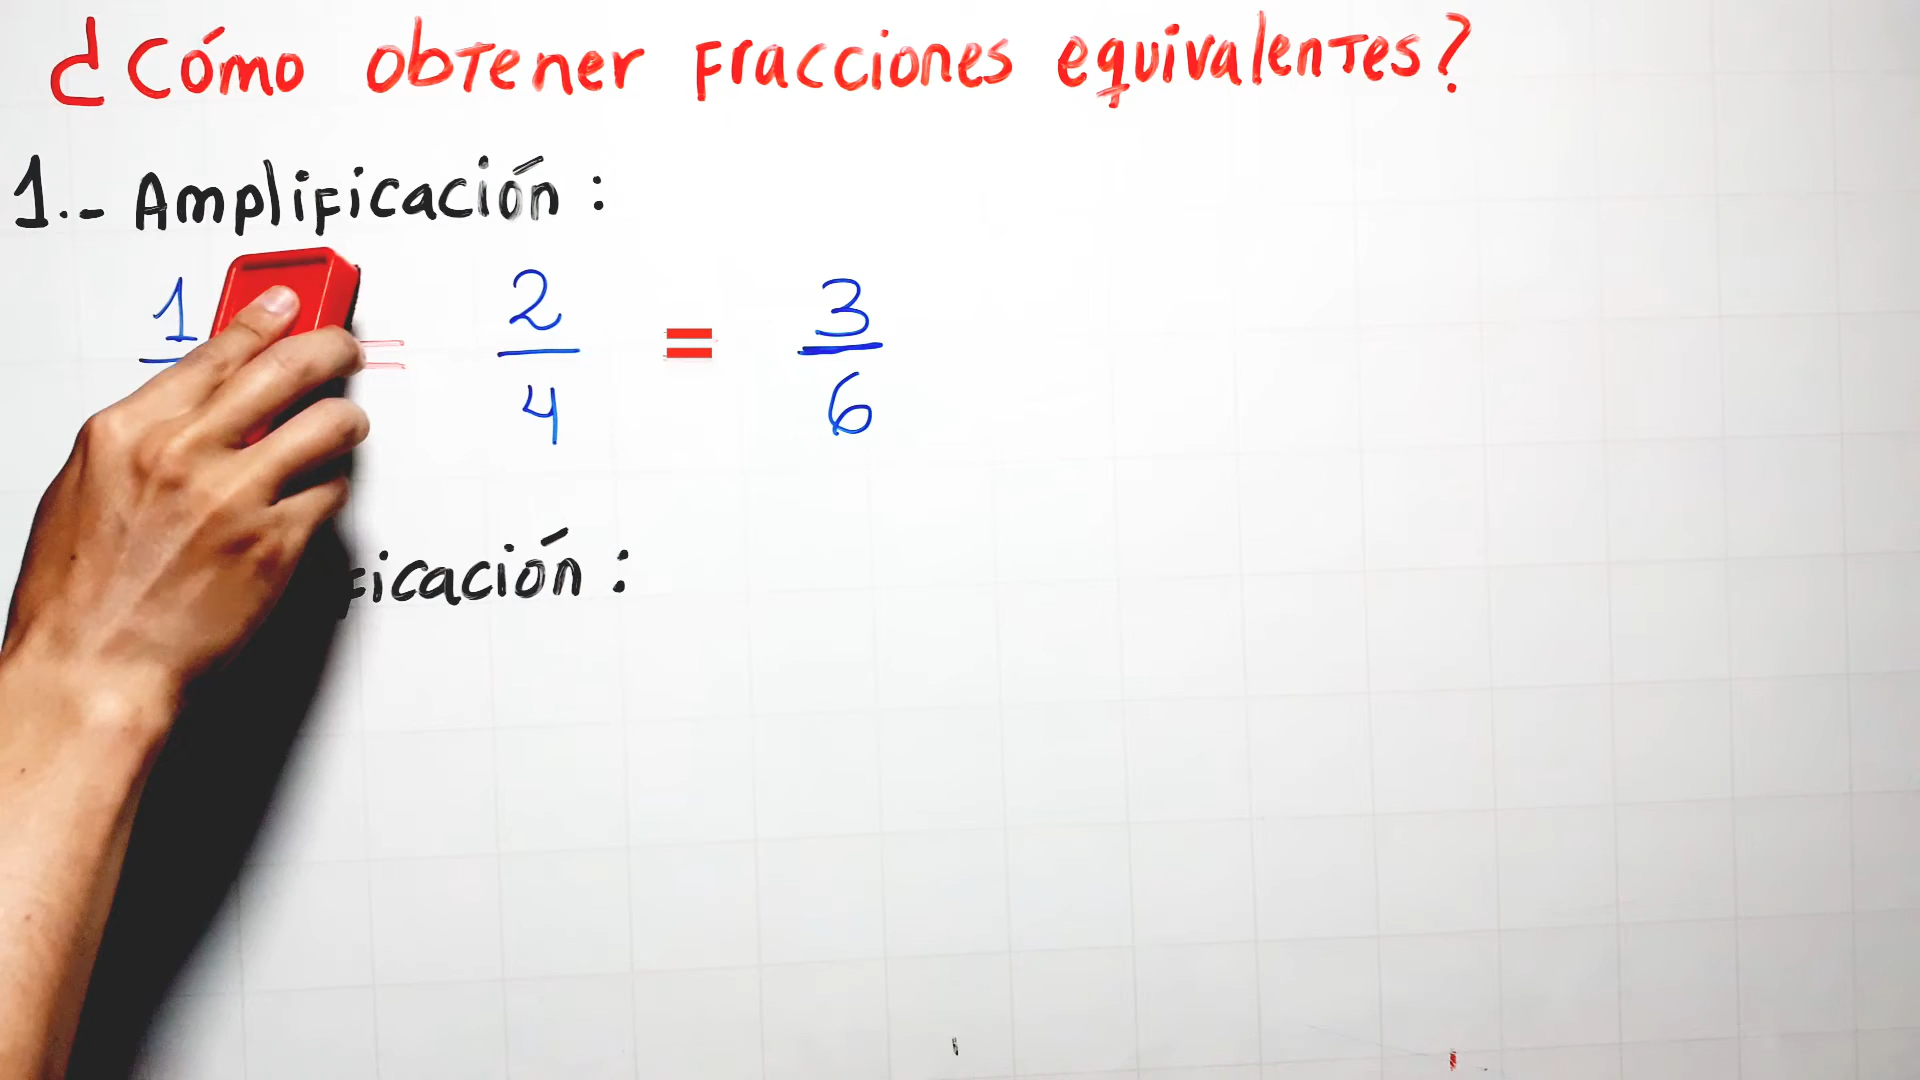 ¿Cómo obtener fracciones equivalentes?
1.- Amplificación:
1 = 2 = 3
4 6
ficación: